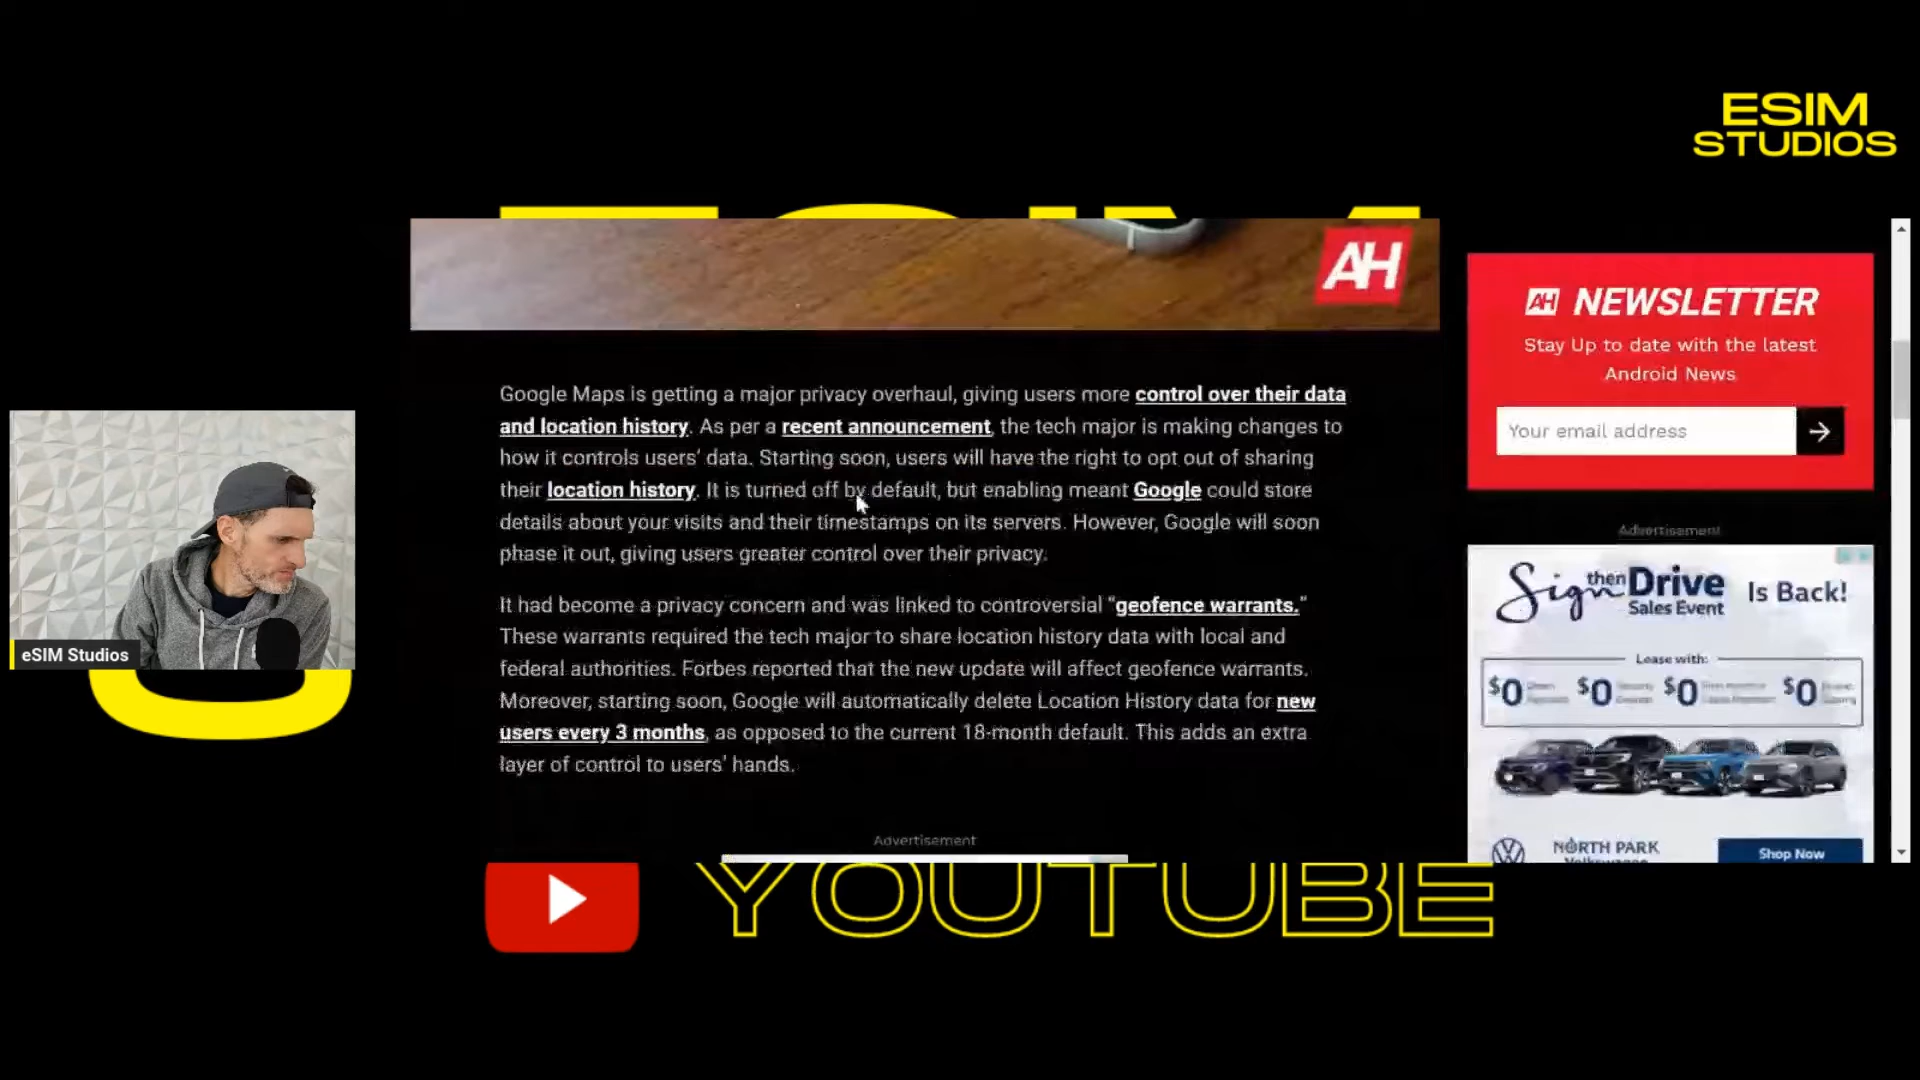 ESIM
STUDIOS
AH
Google Maps is getting a major privacy overhaul, giving users more control over their data
and location history. As per a recent announcement, the tech major is making changes to
how it controls users' data. Starting soon, users will have the right to opt out of sharing
their location history. It is turned off by default, but enabling meant Google could store
details about your visits and their timestamps on its servers. However, Google will soon
phase it out, giving users greater control over their privacy.
It had become a privacy concern and was linked to controversial "geofence warrants."
These warrants required the tech major to share location history data with local and
federal authorities. Forbes reported that the new update will affect geofence warrants.
Moreover, starting soon, Google will automatically delete Location History data for new
users every 3 months, as opposed to the current 18-month default. This adds an extra
layer of control to users' hands.
Advertisement
AH NEWSLETTER
Stay Up to date with the latest
Android News
Your email address
Advertisement
Sign then Drive Is Back!
Sales Event
Lease with:
$0 $0 $0 $0
NORTH PARK
Volkswagen
Shop Now
eSIM Studios
YOUTUBE